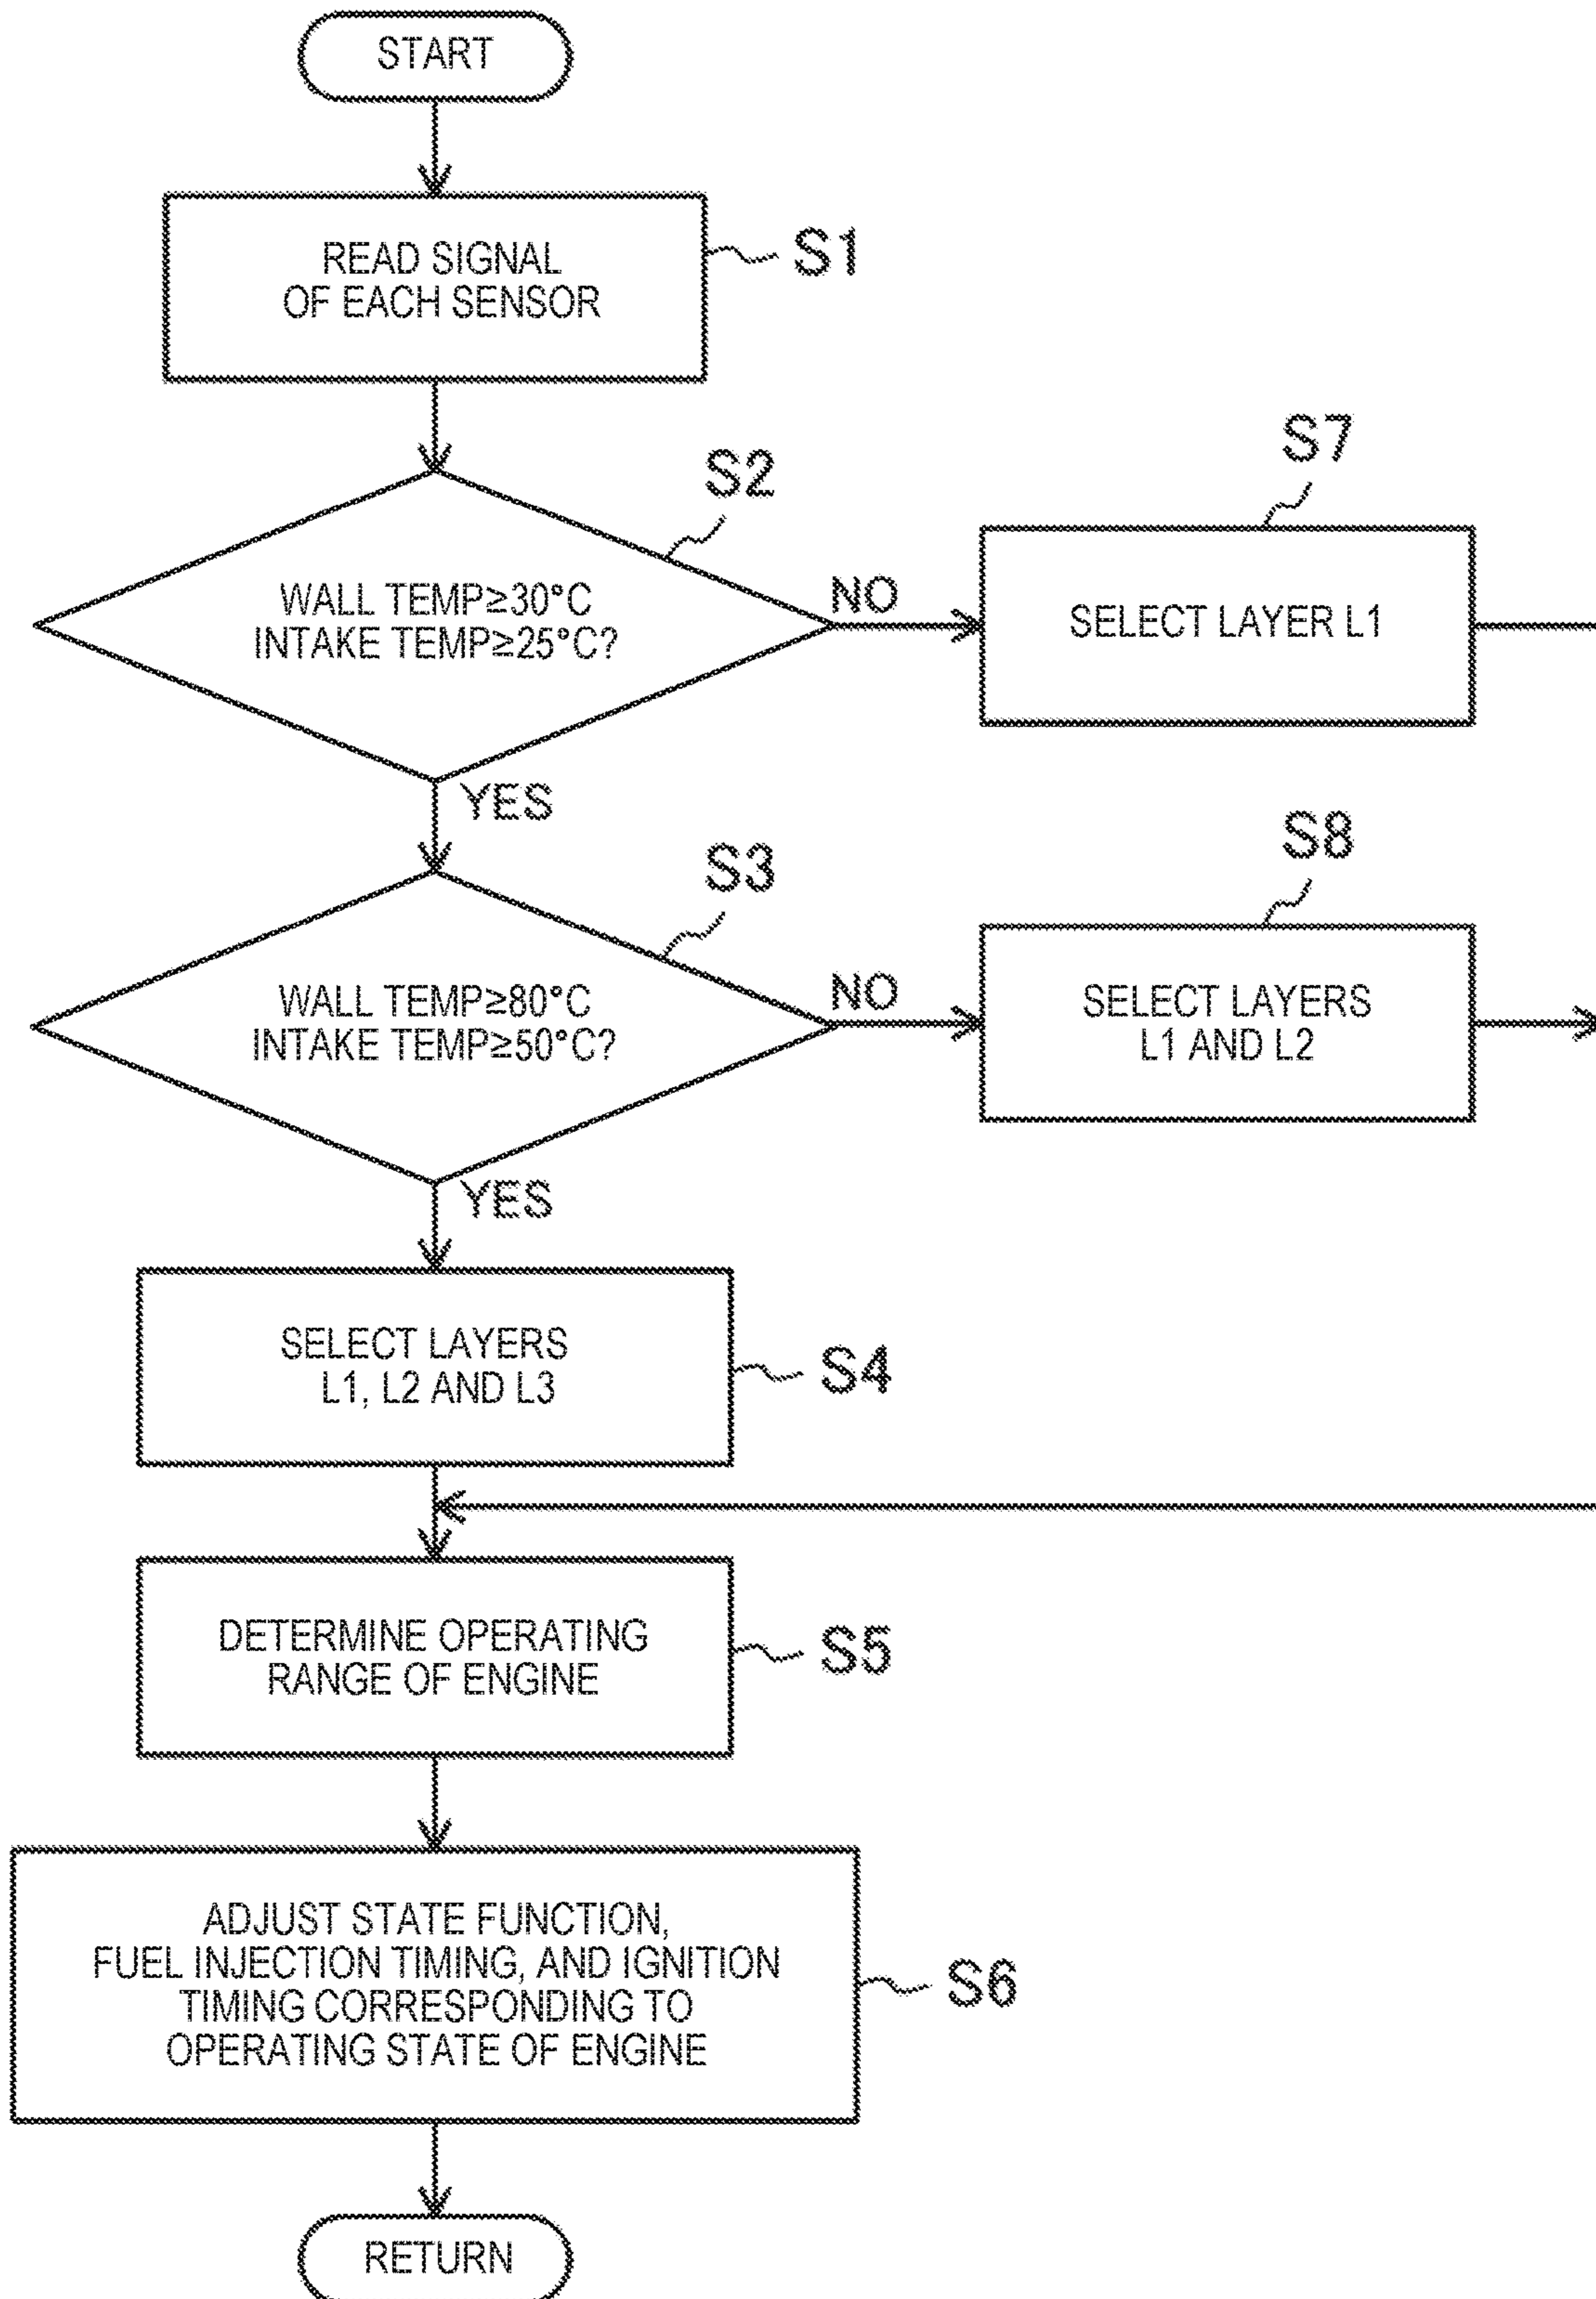 START
READ SIGNAL
OF EACH SENSOR
S1
S2
WALL TEMP≥30°C
INTAKE TEMP≥25°C?
NO
S7
SELECT LAYER L1
YES
S3
WALL TEMP≥80°C
INTAKE TEMP≥50°C?
NO
S8
SELECT LAYERS
L1 AND L2
YES
SELECT LAYERS
L1, L2 AND L3
S4
DETERMINE OPERATING
RANGE OF ENGINE
S5
ADJUST STATE FUNCTION,
FUEL INJECTION TIMING, AND IGNITION
TIMING CORRESPONDING TO
OPERATING STATE OF ENGINE
S6
RETURN